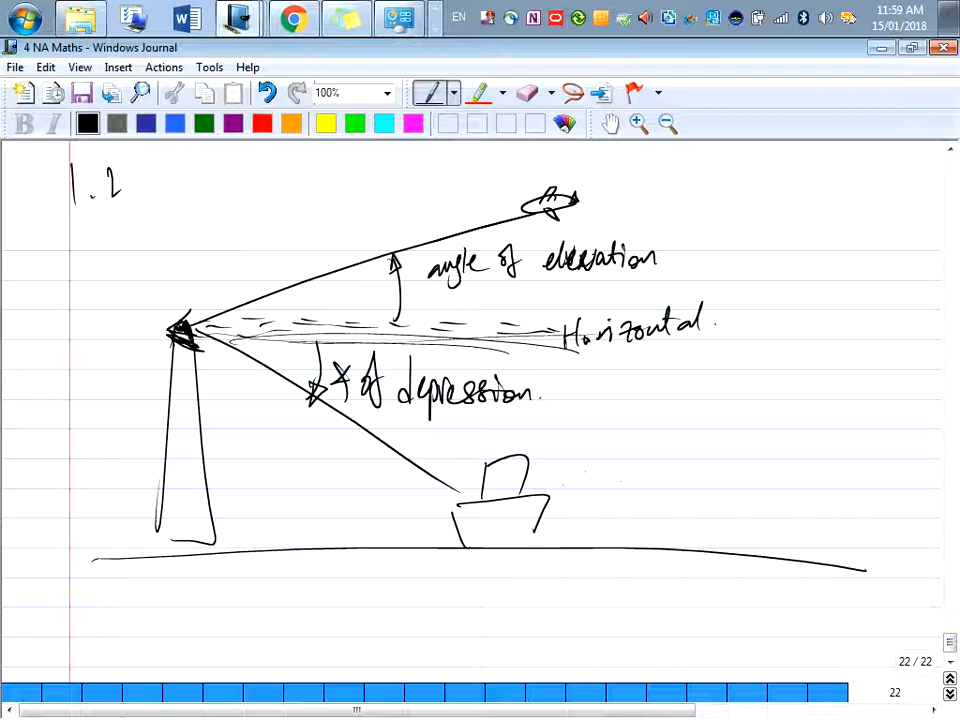 EN
11:59 AM
15/01/2018
4 NA Maths - Windows Journal
File Edit View Insert Actions Tools Help
100%
B I
1.2
angle of elevation
Horizontal.
∡ of depression.
22 / 22
22